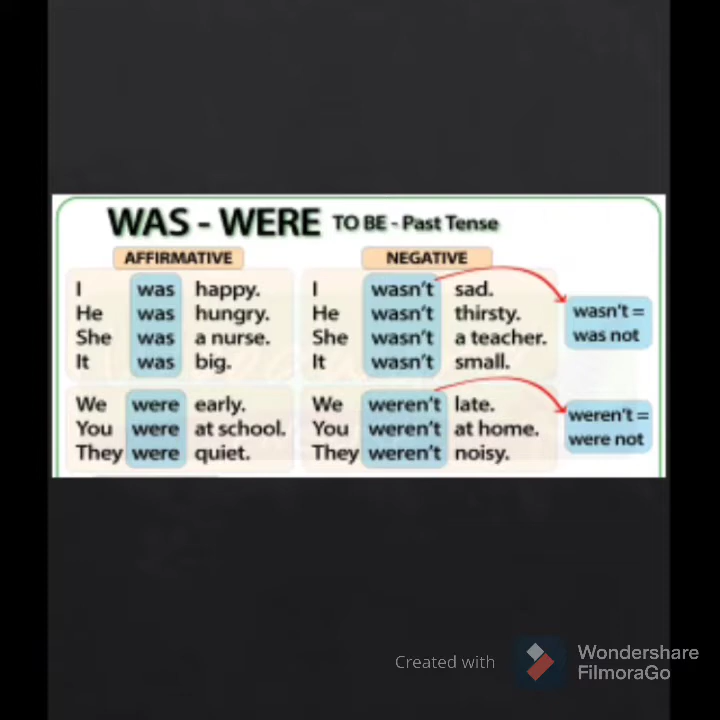 WAS - WERE TO BE - Past Tense
AFFIRMATIVE
I was happy.
He was hungry.
She was a nurse.
It was big.
We were early.
You were at school.
They were quiet.
NEGATIVE
I wasn't sad.
He wasn't thirsty.
She wasn't a teacher.
It wasn't small.
We weren't late.
You weren't at home.
They weren't noisy.
wasn't =
was not
weren't =
were not
Created with
Wondershare
FilmoraGo